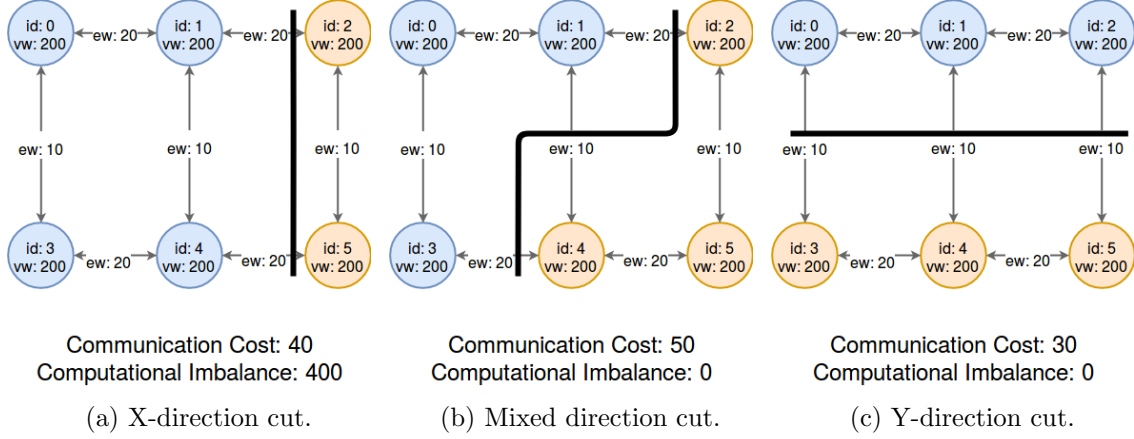 id: 0
vw: 200
ew: 20
id: 1
vw: 200
ew: 20
id: 2
vw: 200
ew: 10
ew: 10
ew: 10
id: 3
vw: 200
ew: 20
id: 4
vw: 200
ew: 20
id: 5
vw: 200
Communication Cost: 40
Computational Imbalance: 400
(a) X-direction cut.
id: 0
vw: 200
ew: 20
id: 1
vw: 200
ew: 20
id: 2
vw: 200
ew: 10
ew: 10
ew: 10
id: 3
vw: 200
ew: 20
id: 4
vw: 200
ew: 20
id: 5
vw: 200
Communication Cost: 50
Computational Imbalance: 0
(b) Mixed direction cut.
id: 0
vw: 200
ew: 20
id: 1
vw: 200
ew: 20
id: 2
vw: 200
ew: 10
ew: 10
ew: 10
id: 3
vw: 200
ew: 20
id: 4
vw: 200
ew: 20
id: 5
vw: 200
Communication Cost: 30
Computational Imbalance: 0
(c) Y-direction cut.